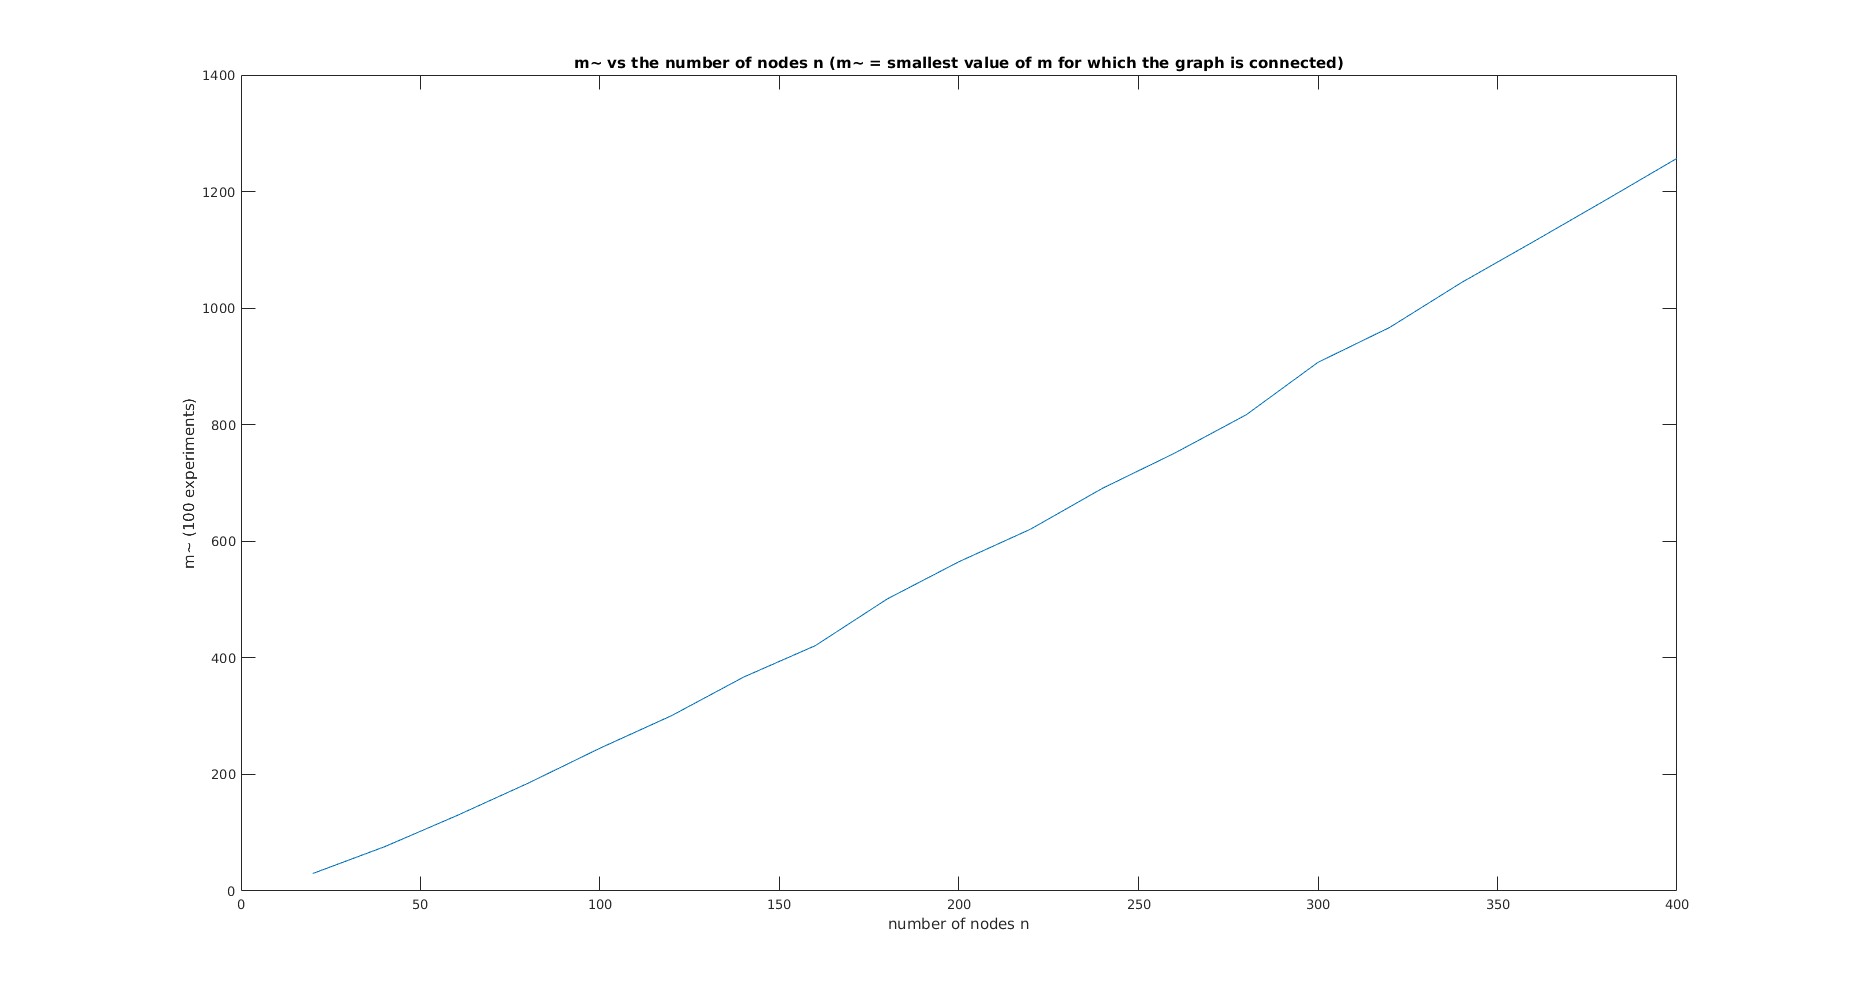 m~ vs the number of nodes n (m~ = smallest value of m for which the graph is connected)
1400
1200
1000
800
600
400
200
0
m~ (100 experiments)
0 50 100 150 200 250 300 350 400
number of nodes n